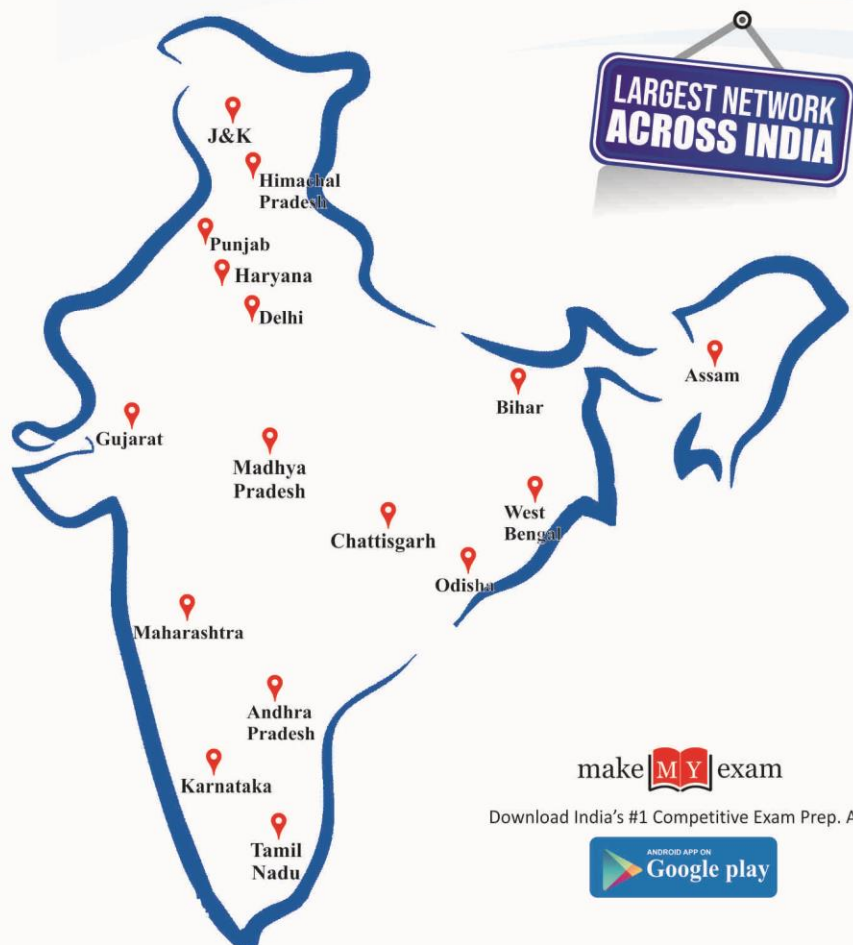 LARGEST NETWORK
ACROSS INDIA
J&K
Himachal
Pradesh
Punjab
Haryana
Delhi
Assam
Bihar
Gujarat
Madhya
Pradesh
West
Bengal
Chattisgarh
Odisha
Maharashtra
Andhra
Pradesh
Karnataka
Tamil
Nadu
make MY exam
Download India's #1 Competitive Exam Prep. A
ANDROID APP ON
Google play